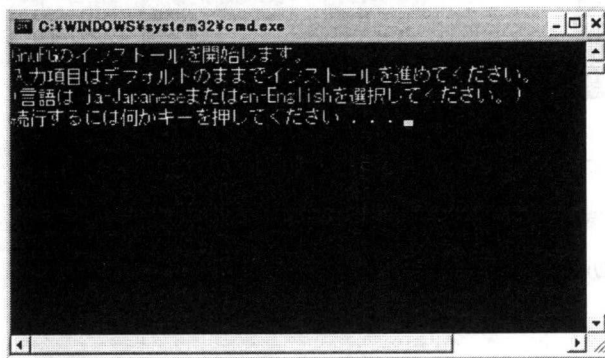 C:¥WINDOWS¥system32¥cmd.exe
GnuPGのインストールを開始します。
入力項目はデフォルトのままでインストールを進めてください。
(言語は ja-Japaneseまたはen-Englishを選択してください。)
続行するには何かキーを押してください . . .